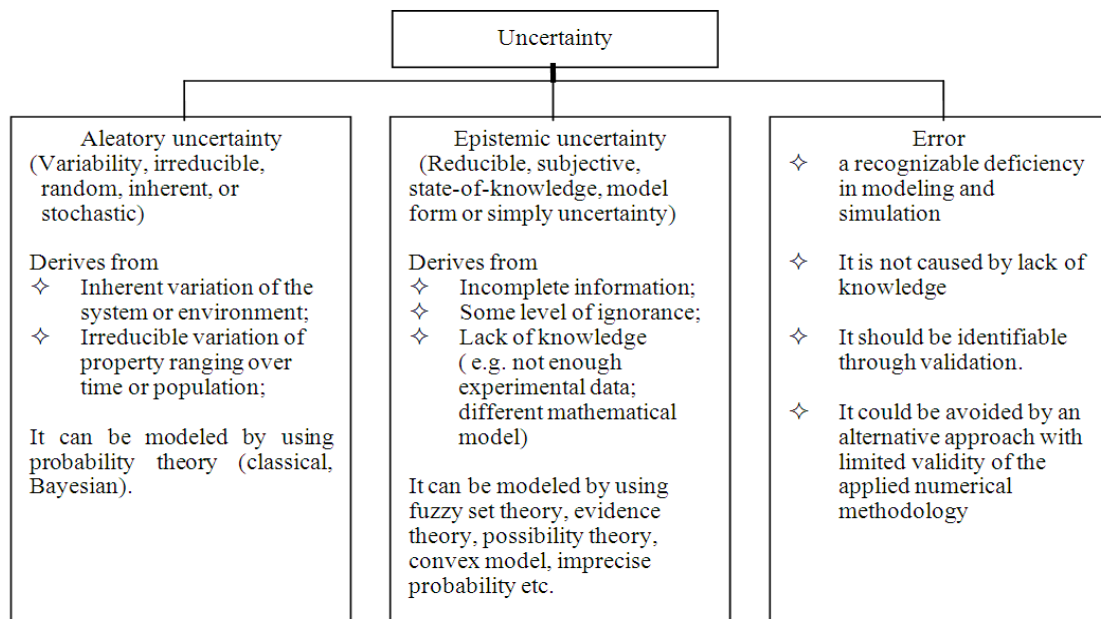 Uncertainty
Aleatory uncertainty
(Variability, irreducible,
random, inherent, or
stochastic)
Derives from
✧ Inherent variation of the
system or environment;
✧ Irreducible variation of
property ranging over
time or population;
It can be modeled by using
probability theory (classical,
Bayesian).
Epistemic uncertainty
(Reducible, subjective,
state-of-knowledge, model
form or simply uncertainty)
Derives from
✧ Incomplete information;
✧ Some level of ignorance;
✧ Lack of knowledge
( e.g. not enough
experimental data;
different mathematical
model)
It can be modeled by using
fuzzy set theory, evidence
theory, possibility theory,
convex model, imprecise
probability etc.
Error
✧ a recognizable deficiency
in modeling and
simulation
✧ It is not caused by lack of
knowledge
✧ It should be identifiable
through validation.
✧ It could be avoided by an
alternative approach with
limited validity of the
applied numerical
methodology